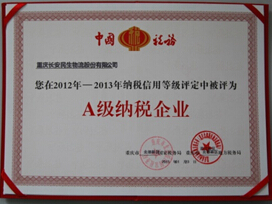 中国税务
重庆长安民生物流股份有限公司
您在2012年—2013年纳税信用等级评定中被评为
A级纳税企业